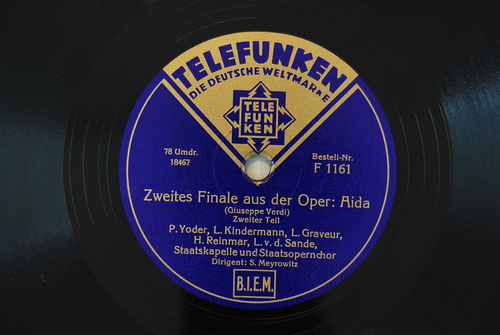 TELEFUNKEN
DIE DEUTSCHE WELTMARKE
TELE
FUN
KEN
78 Umdr.
18467
Bestell-Nr.
F 1161
Zweites Finale aus der Oper: Aida
(Giuseppe Verdi)
Zweiter Teil
P. Yoder, L. Kindermann, L. Graveur,
H. Reinmar, L. v. d. Sande,
Staatskapelle und Staatsopernchor
Dirigent: S. Meyrowitz
B.I.E.M.